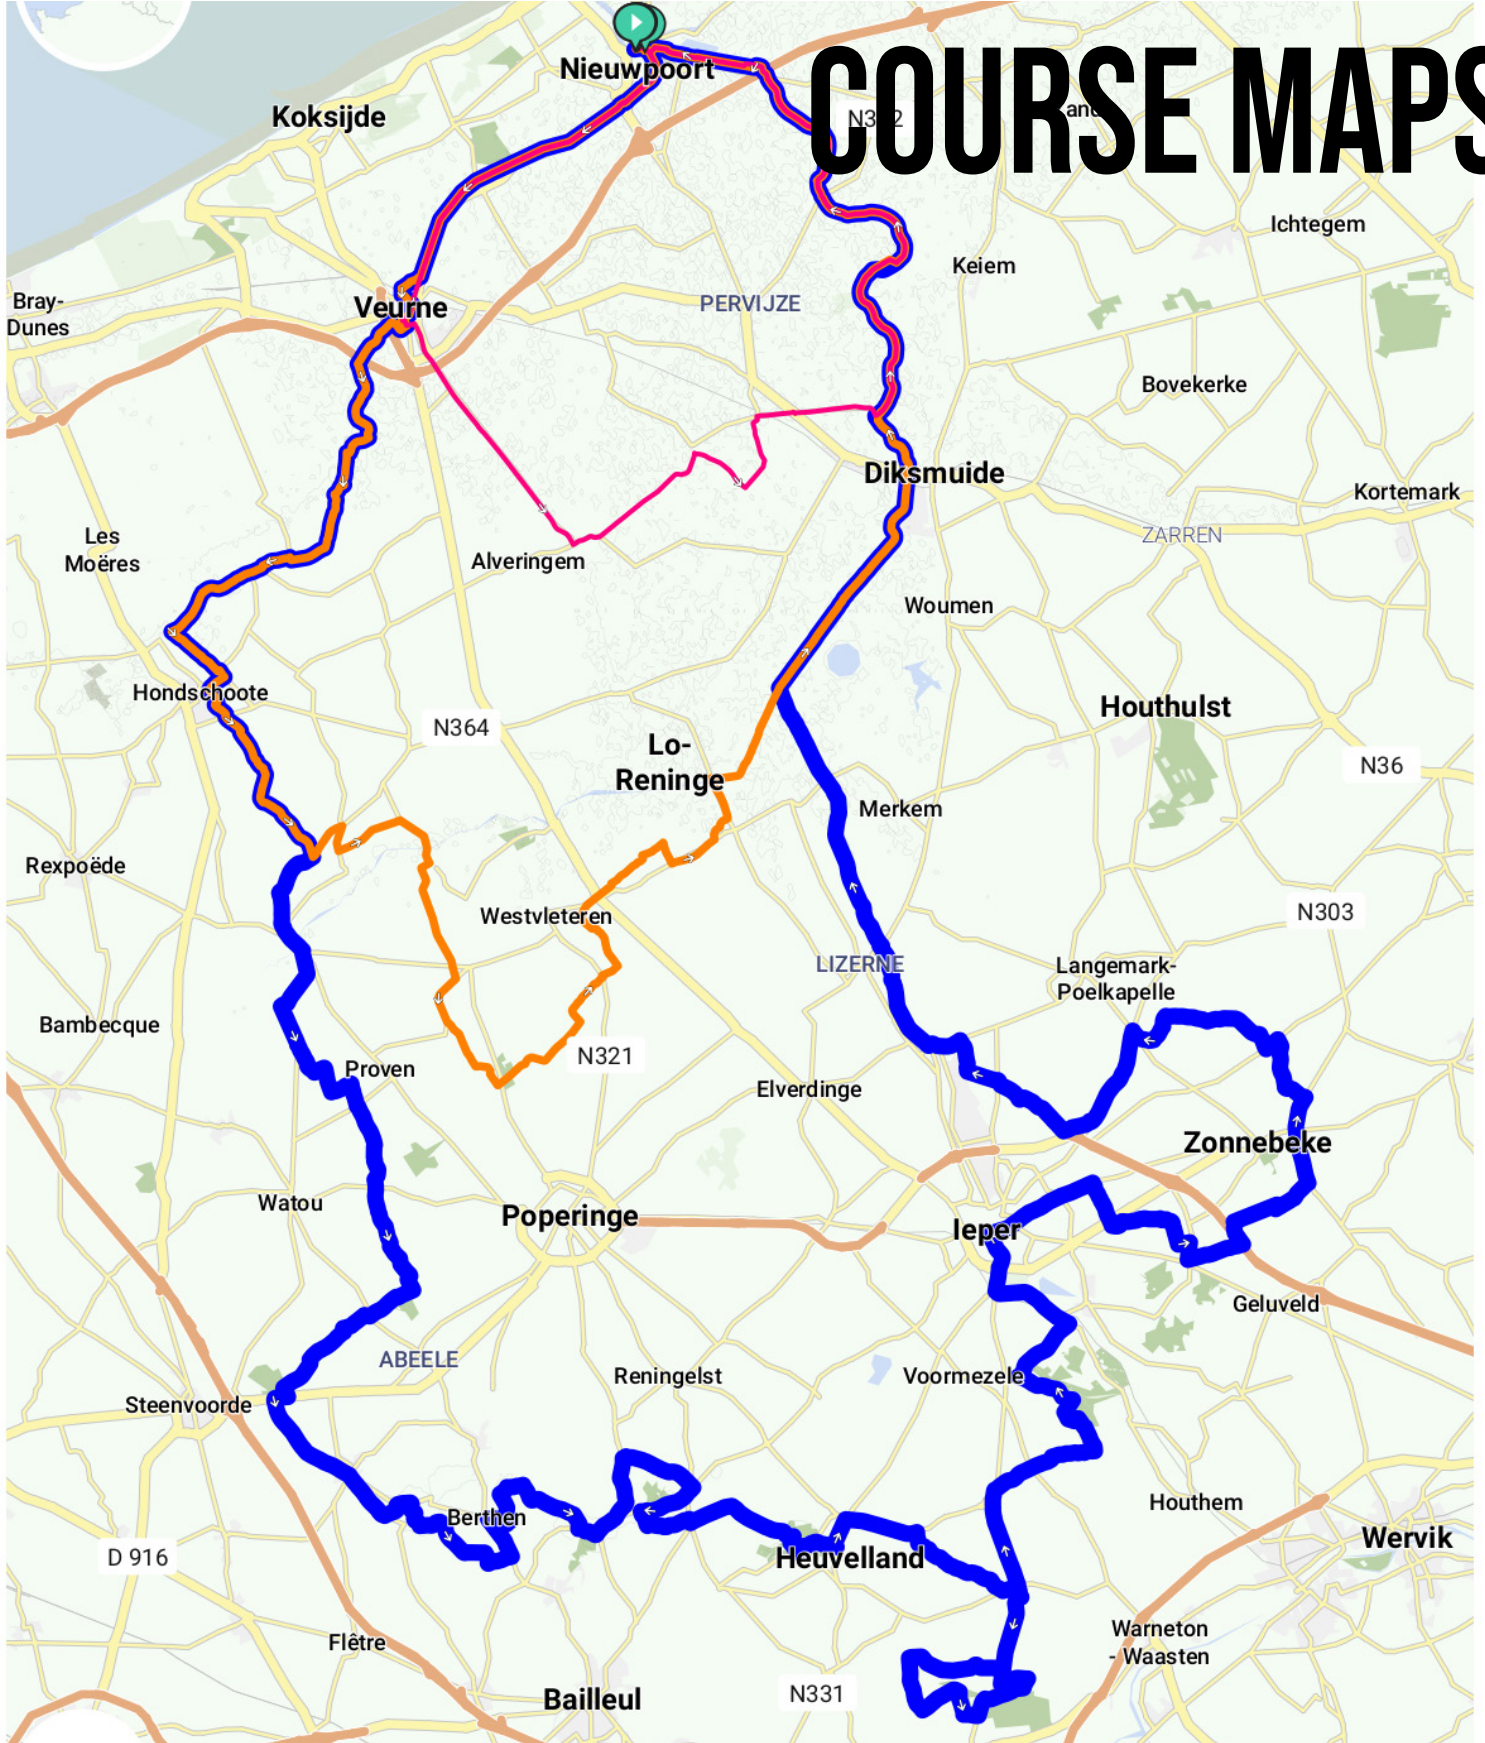 COURSE MAPS
Nieuwpoort
Koksijde
Ichtegem
Keiem
Bray-
Dunes
Veurne
PERVIJZE
Bovekerke
Diksmuide
Kortemark
Les
Moëres
ZARREN
Alveringem
Woumen
Hondschoote
Houthulst
N364
Lo-
Reninge
N36
Merkem
Rexpoëde
Westvleteren
N303
LIZERNE
Langemark-
Poelkapelle
Bambecque
N321
Proven
Elverdinge
Zonnebeke
Watou
Poperinge
Ieper
Geluveld
ABEELE
Reningelst
Voormezele
Steenvoorde
Houthem
Berthen
Wervik
D 916
Heuvelland
Warneton
- Waasten
Flêtre
N331
Bailleul